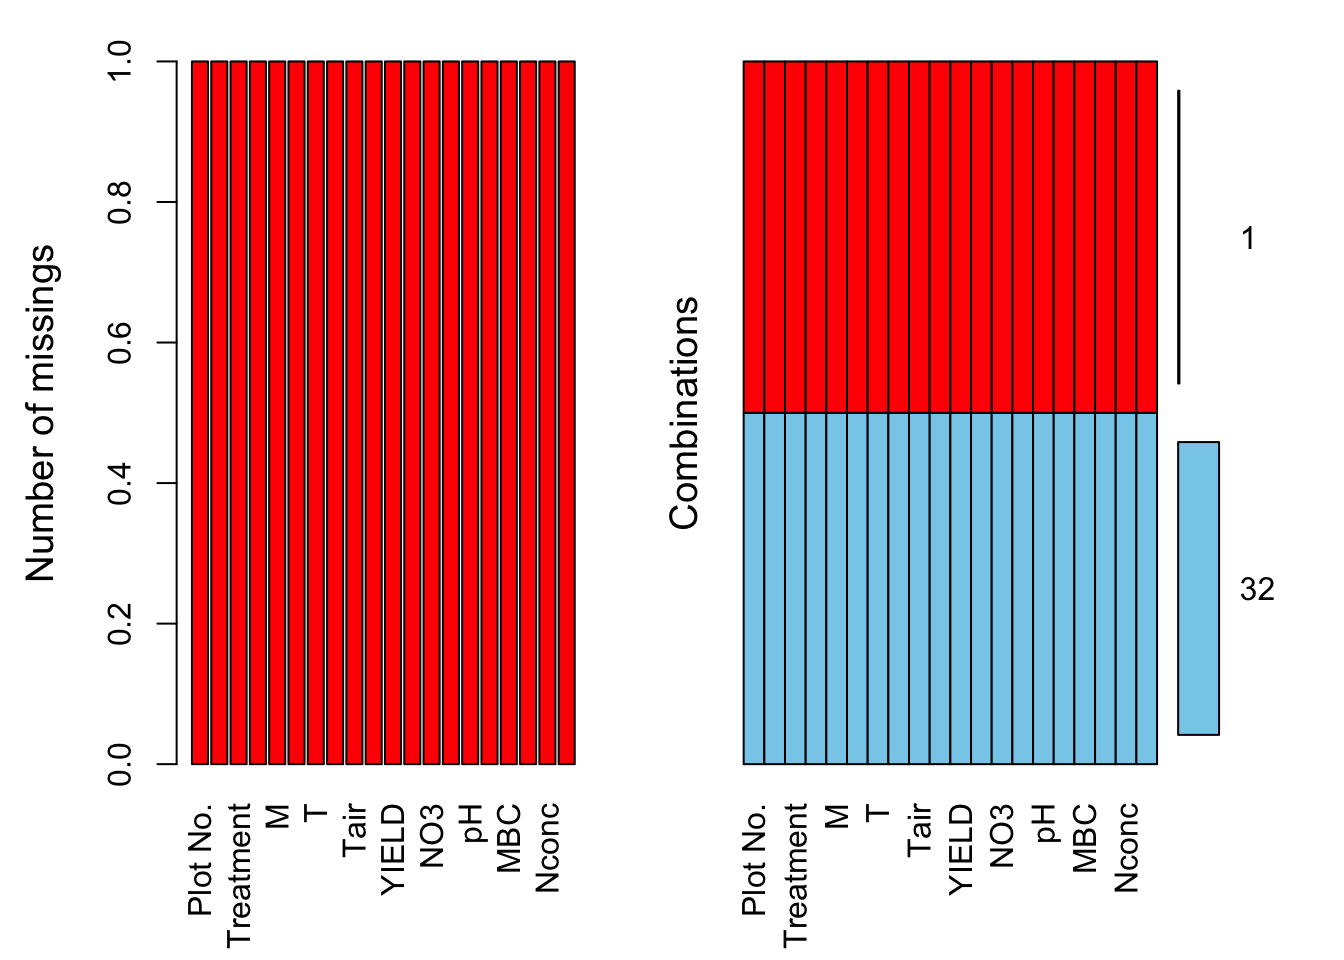 Number of missings
1.0
0.8
0.6
0.4
0.2
0.0
Plot No.
Treatment
M
T
Tair
YIELD
NO3
pH
MBC
Nconc
Combinations
1
32
Plot No.
Treatment
M
T
Tair
YIELD
NO3
pH
MBC
Nconc